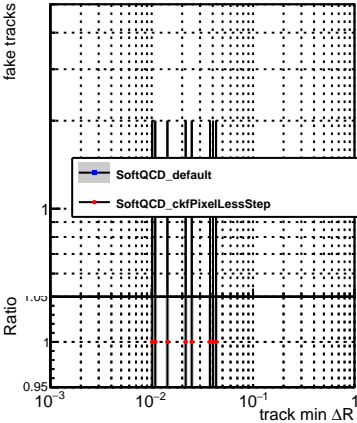 fake tracks
SoftQCD_default
SoftQCD_ckfPixelLessStep
1
1.05
Ratio
1
0.95
10−3 10−2 10−1 1
track min ΔR